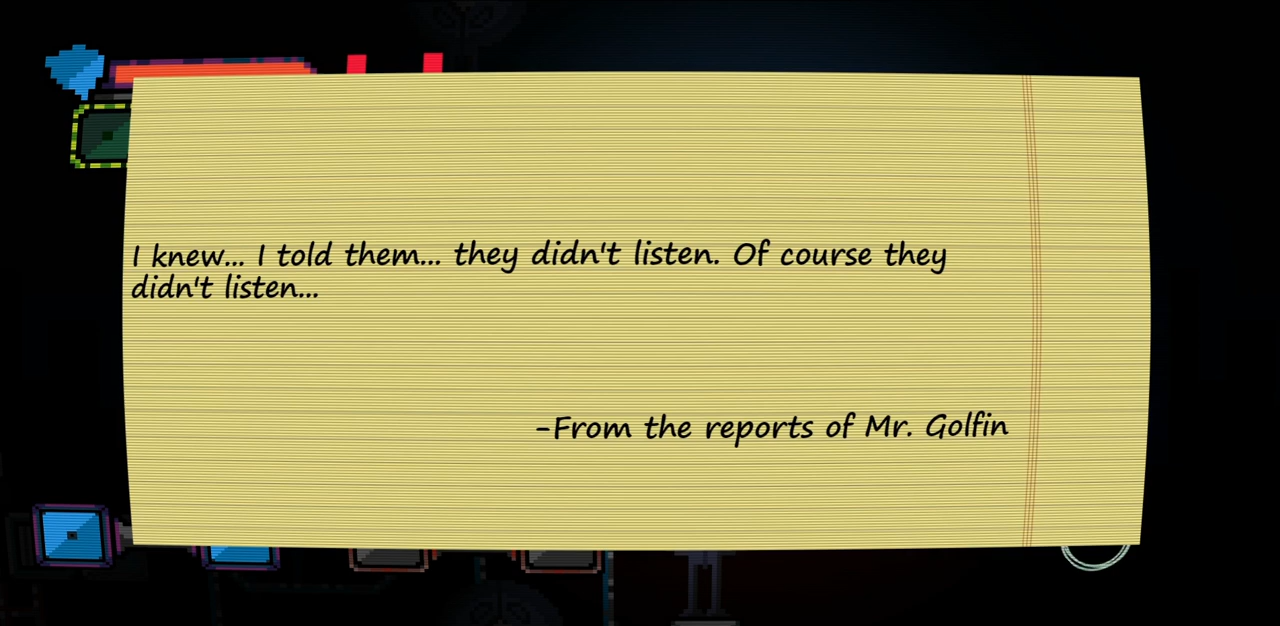 I knew... I told them... they didn't listen. Of course they
didn't listen...
-From the reports of Mr. Golfin